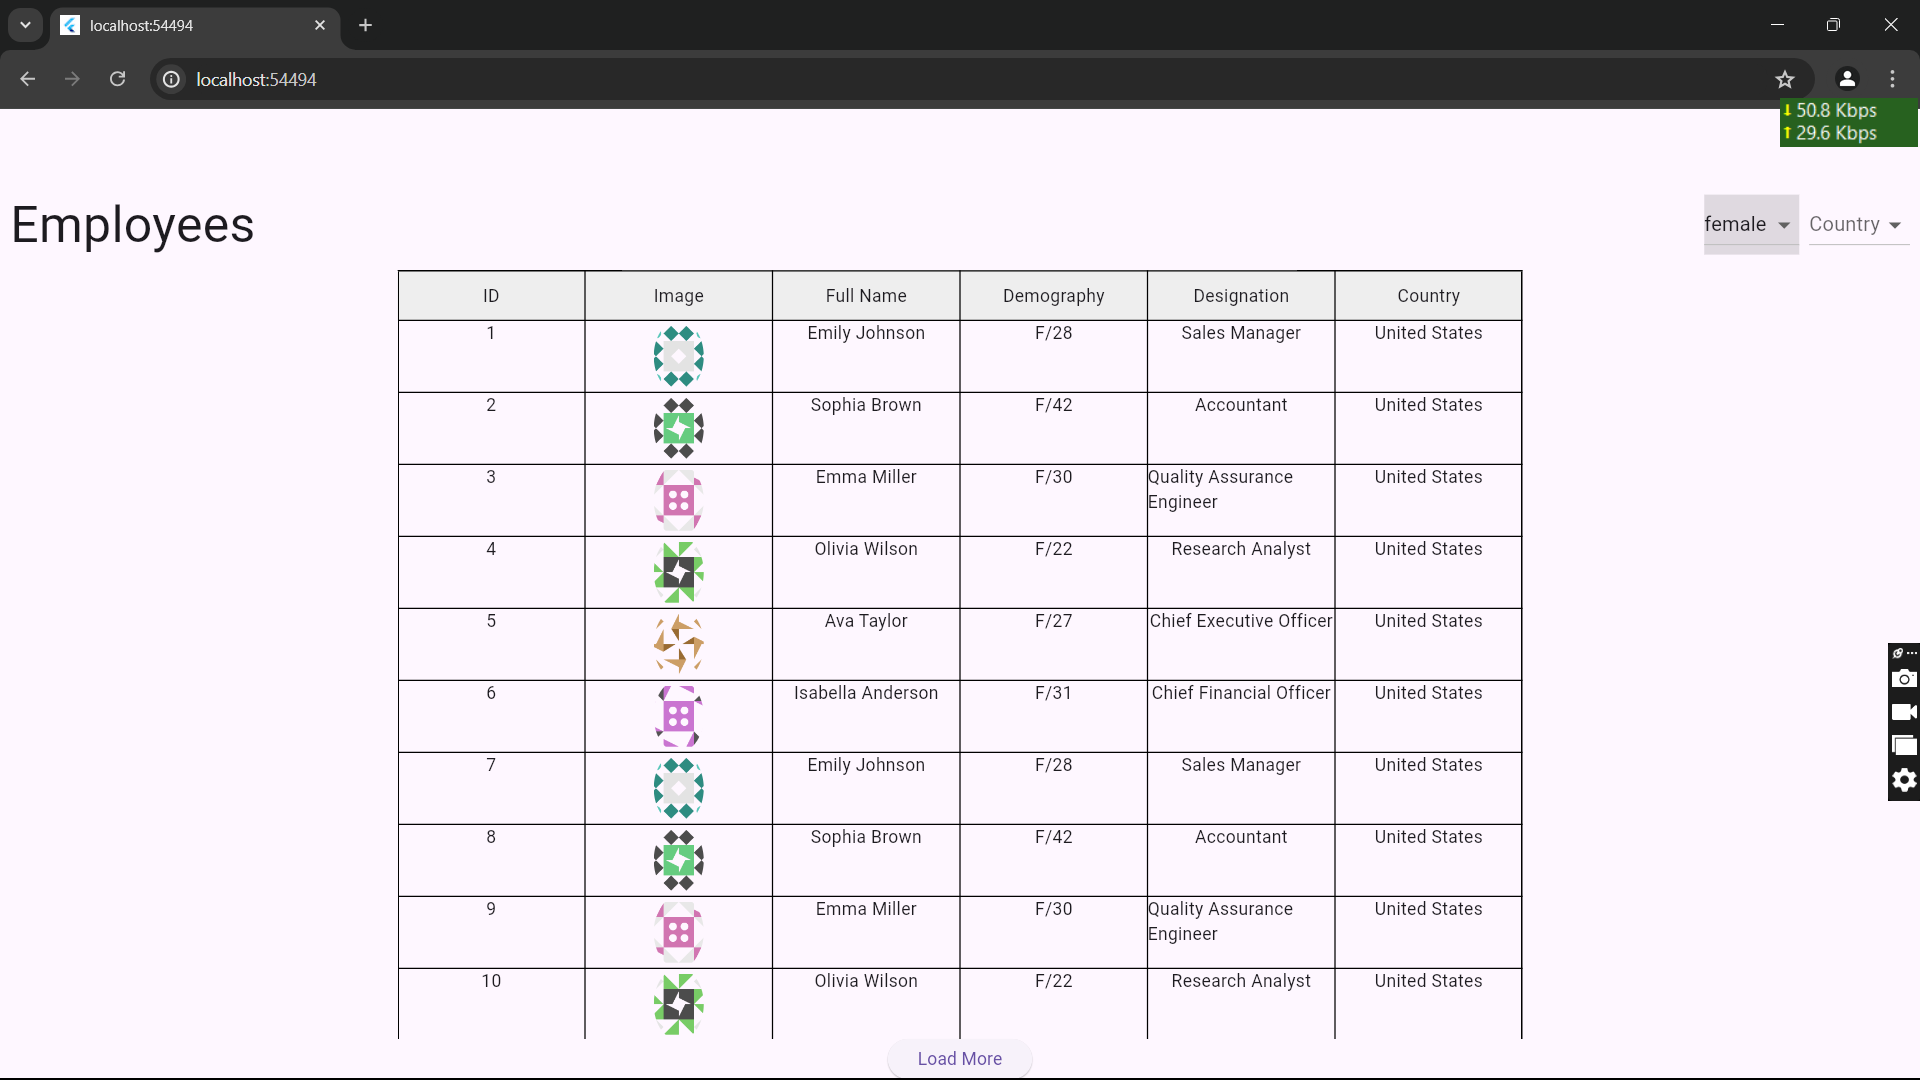 localhost:54494
localhost:54494
50.8 Kbps
29.6 Kbps
Employees
female
Country
ID Image Full Name Demography Designation Country
1 Emily Johnson F/28 Sales Manager United States
2 Sophia Brown F/42 Accountant United States
3 Emma Miller F/30 Quality Assurance United States
Engineer
4 Olivia Wilson F/22 Research Analyst United States
5 Ava Taylor F/27 Chief Executive Officer United States
6 Isabella Anderson F/31 Chief Financial Officer United States
7 Emily Johnson F/28 Sales Manager United States
8 Sophia Brown F/42 Accountant United States
9 Emma Miller F/30 Quality Assurance United States
Engineer
10 Olivia Wilson F/22 Research Analyst United States
Load More